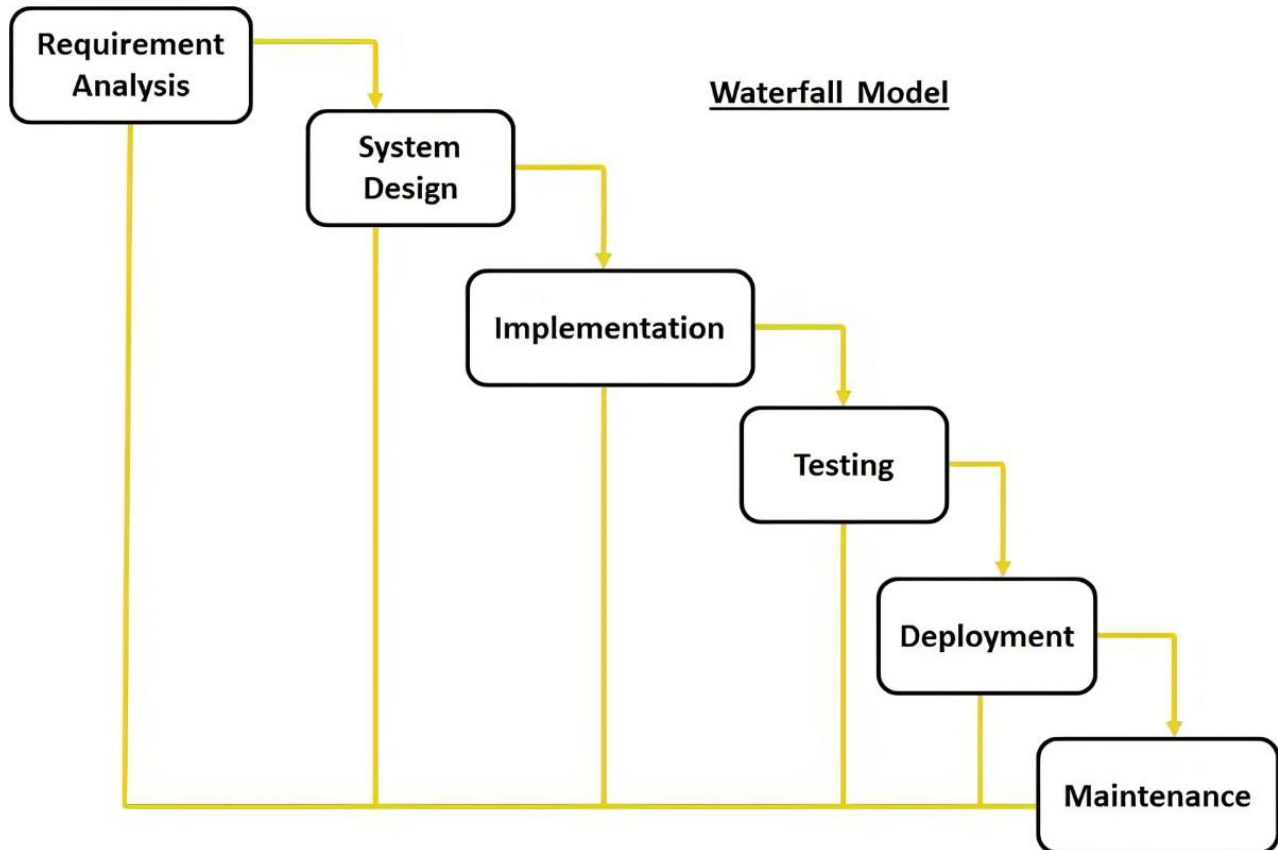 Requirement
Analysis
Waterfall Model
System
Design
Implementation
Testing
Deployment
Maintenance